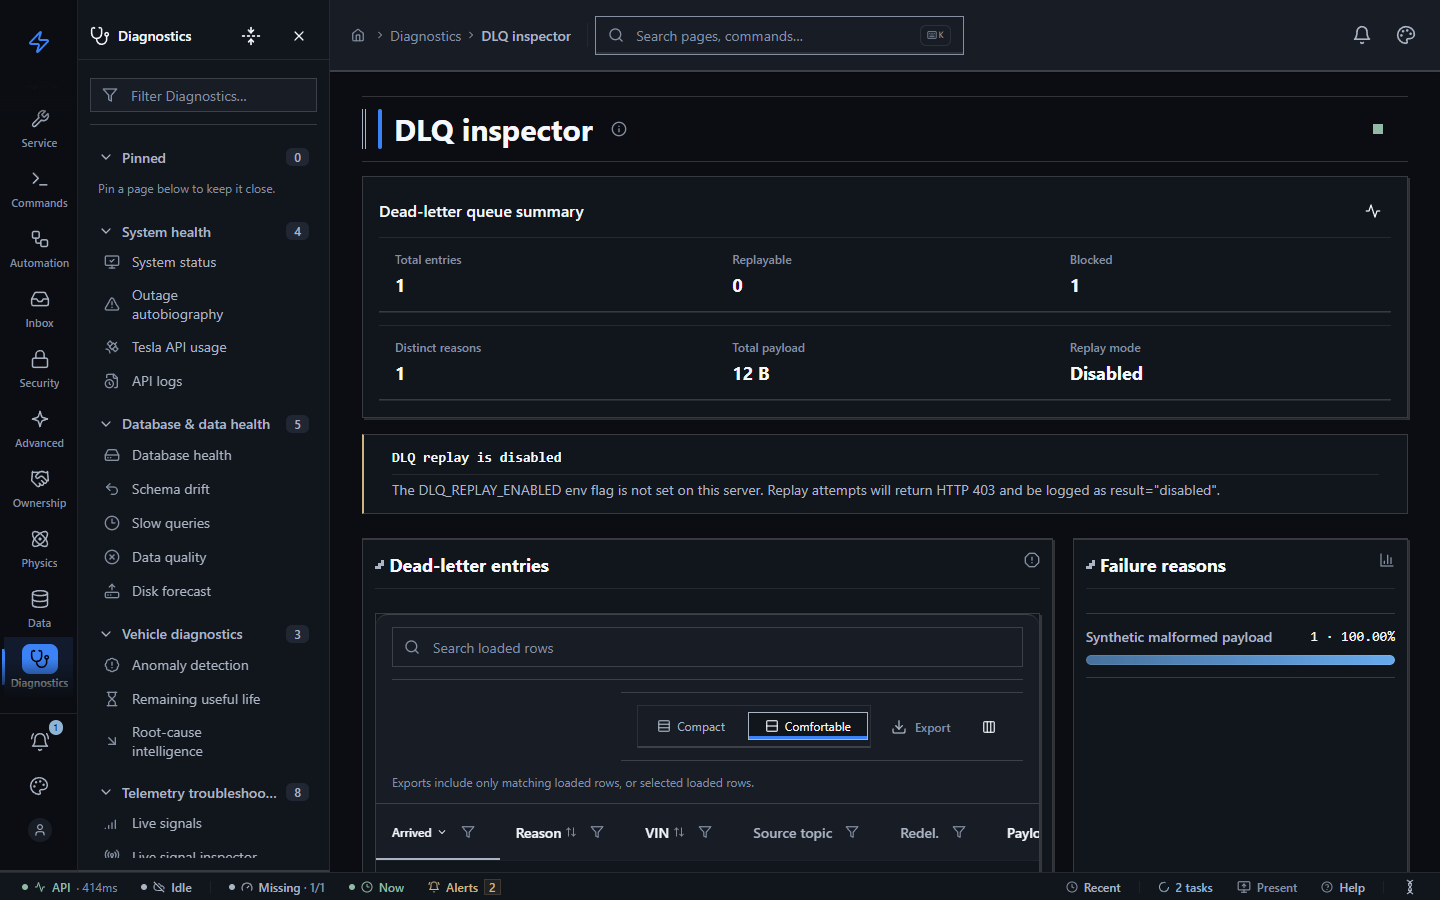 Diagnostics
Diagnostics
DLQ inspector
Search pages, commands...
K
Service
Commands
Automation
Inbox
Security
Advanced
Ownership
Physics
Data
Diagnostics
1
Filter Diagnostics...
Pinned
0
Pin a page below to keep it close.
System health
4
System status
Outage
autobiography
Tesla API usage
API logs
Database & data health
5
Database health
Schema drift
Slow queries
Data quality
Disk forecast
Vehicle diagnostics
3
Anomaly detection
Remaining useful life
Root-cause
intelligence
Telemetry troubleshoo...
8
Live signals
Live signal inspector
DLQ inspector
Dead-letter queue summary
Total entries
1
Replayable
0
Blocked
1
Distinct reasons
1
Total payload
12 B
Replay mode
Disabled
DLQ replay is disabled
The DLQ_REPLAY_ENABLED env flag is not set on this server. Replay attempts will return HTTP 403 and be logged as result="disabled".
Dead-letter entries
Search loaded rows
Compact
Comfortable
Export
Exports include only matching loaded rows, or selected loaded rows.
Arrived
Reason
VIN
Source topic
Redel.
Paylo
Failure reasons
Synthetic malformed payload
1 · 100.00%
API · 414ms
Idle
Missing · 1/1
Now
Alerts 2
Recent
2 tasks
Present
Help